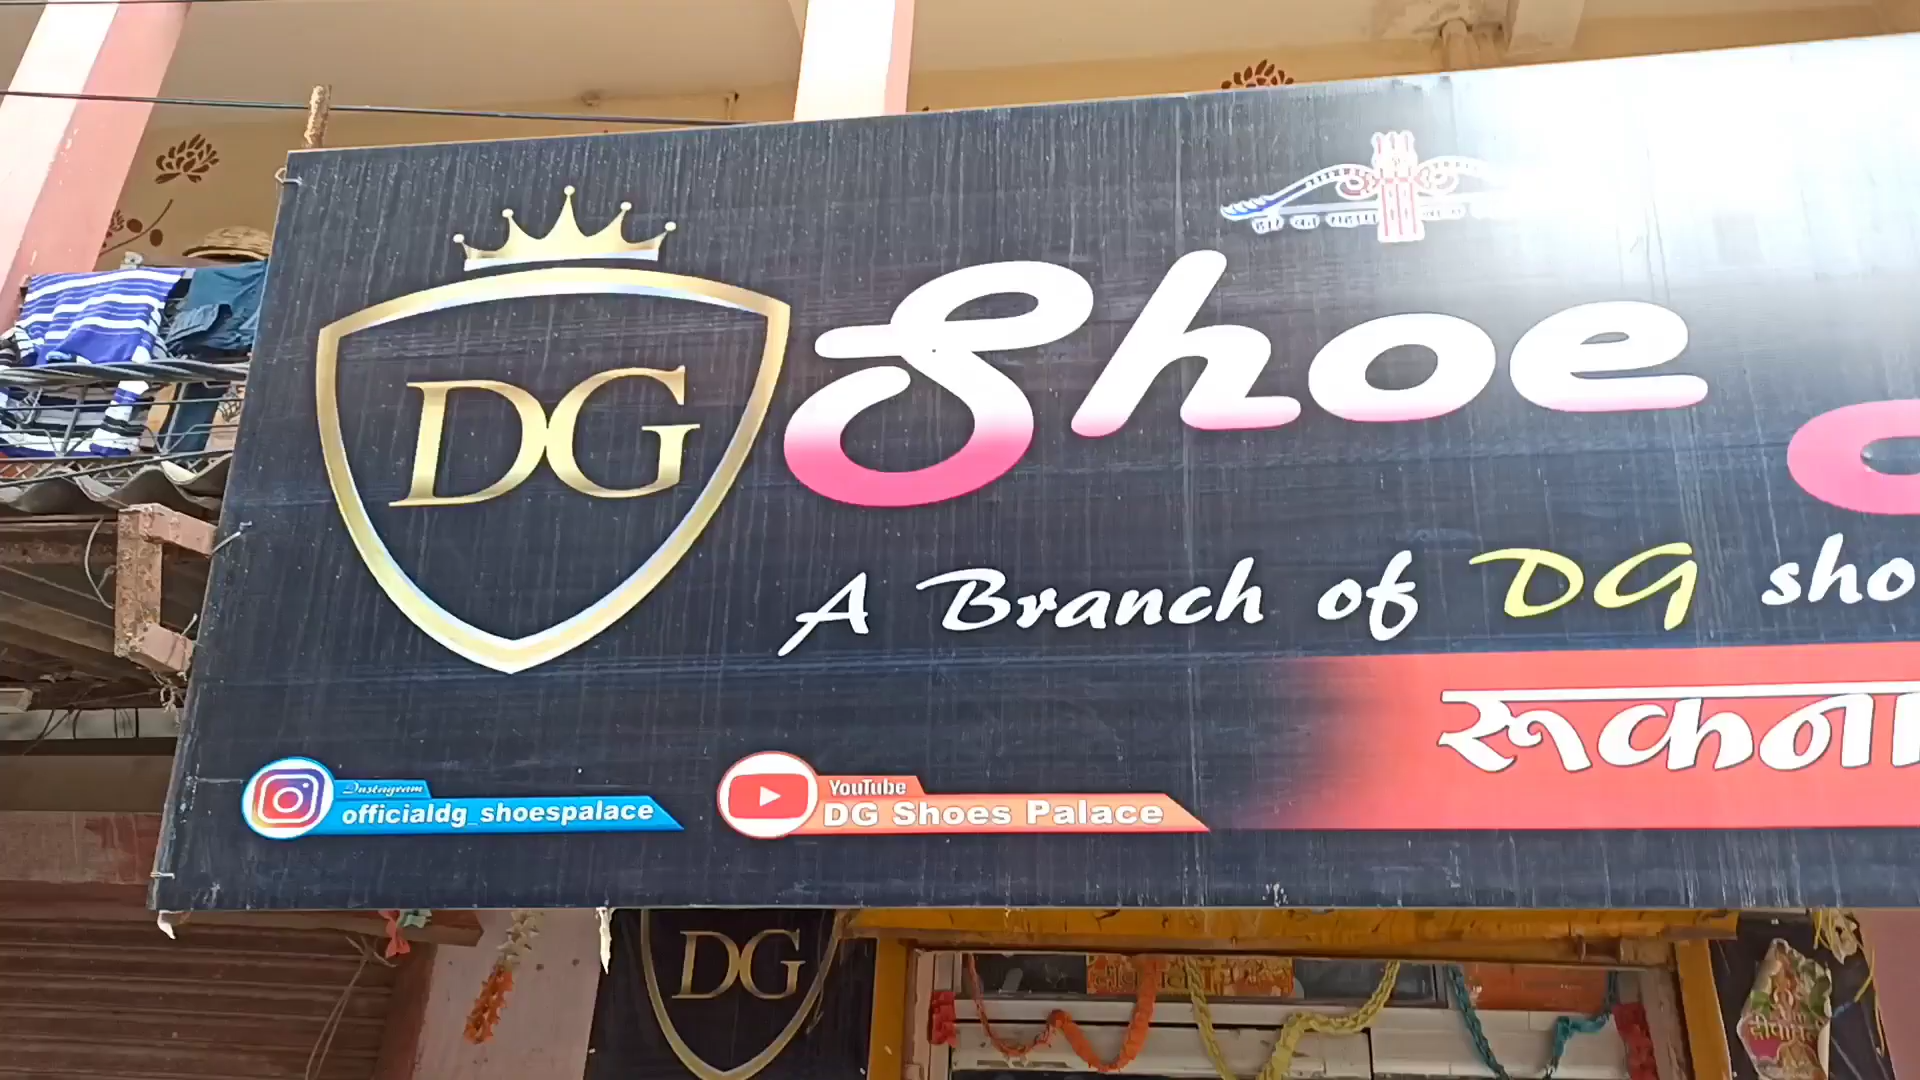 DG
Shoe
A Branch of DG sho
रूकना
Instagram
officialdg_shoespalace
YouTube
DG Shoes Palace
DG